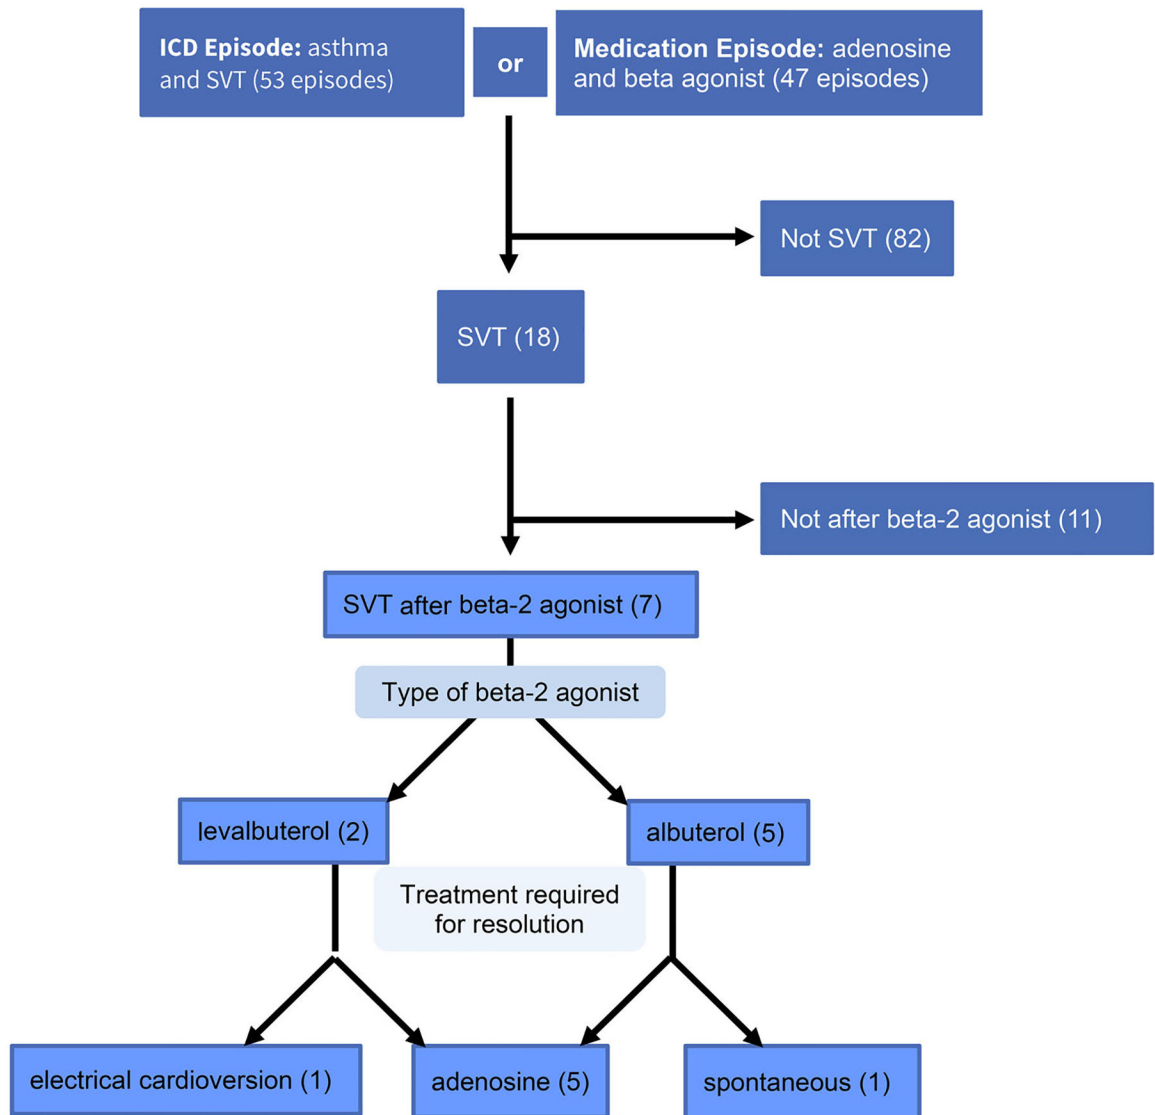 ICD Episode: asthma
and SVT (53 episodes)
or
Medication Episode: adenosine
and beta agonist (47 episodes)
Not SVT (82)
SVT (18)
Not after beta-2 agonist (11)
SVT after beta-2 agonist (7)
Type of beta-2 agonist
levalbuterol (2)
albuterol (5)
Treatment required
for resolution
electrical cardioversion (1)
adenosine (5)
spontaneous (1)